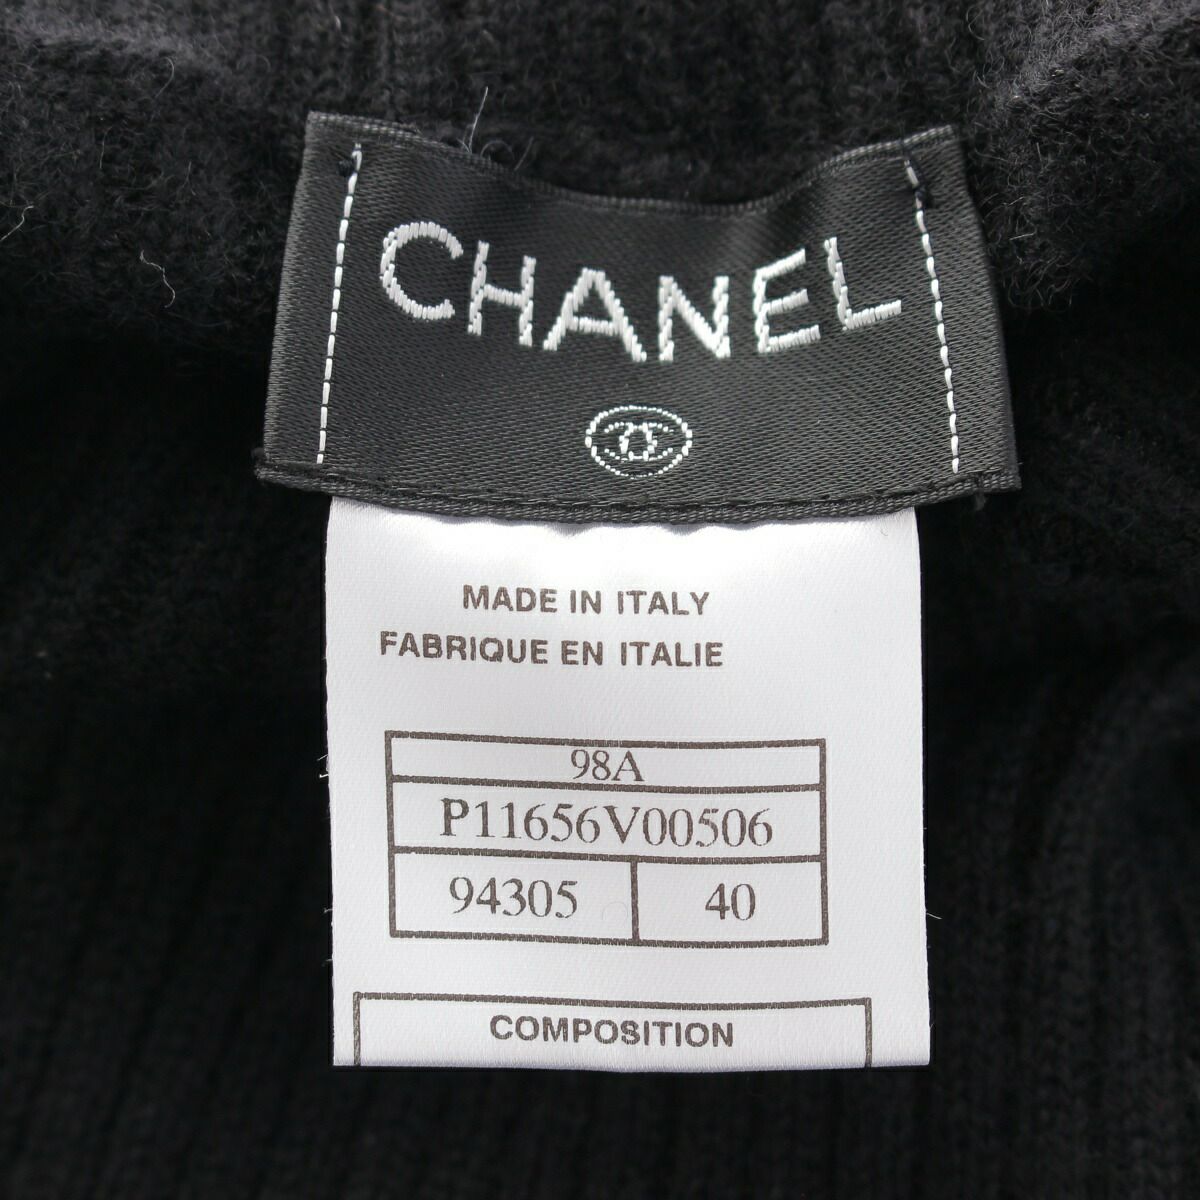 CHANEL
MADE IN ITALY
FABRIQUE EN ITALIE
98A
P11656V00506
94305 40
COMPOSITION